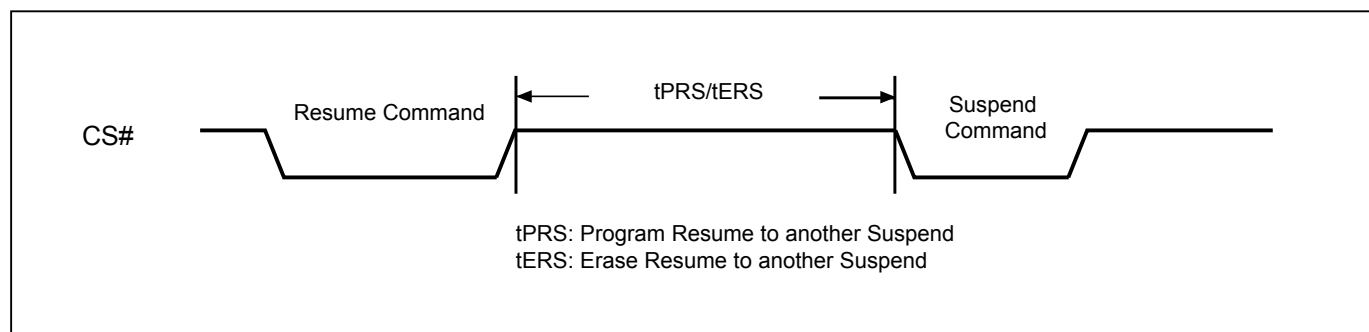 tPRS/tERS
Resume Command
Suspend
Command
CS#
tPRS: Program Resume to another Suspend
tERS: Erase Resume to another Suspend